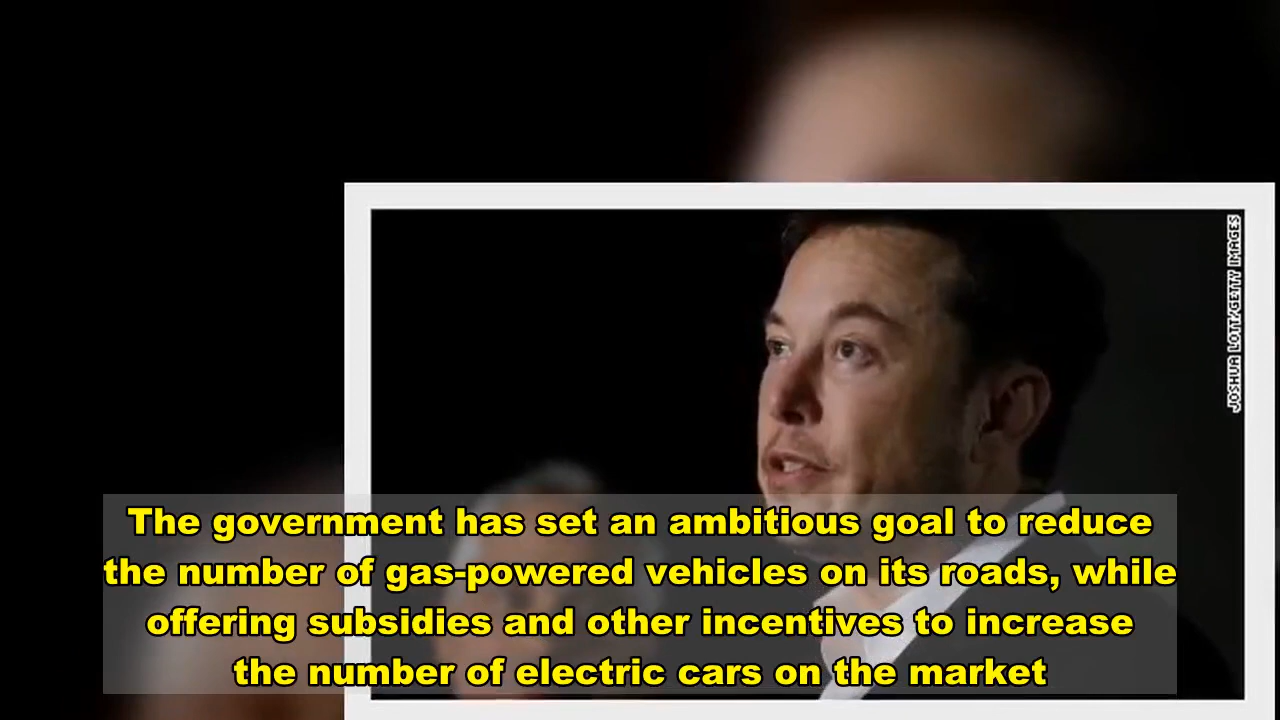 JOSHUA LOTT/GETTY IMAGES
The government has set an ambitious goal to reduce
the number of gas-powered vehicles on its roads, while
offering subsidies and other incentives to increase
the number of electric cars on the market